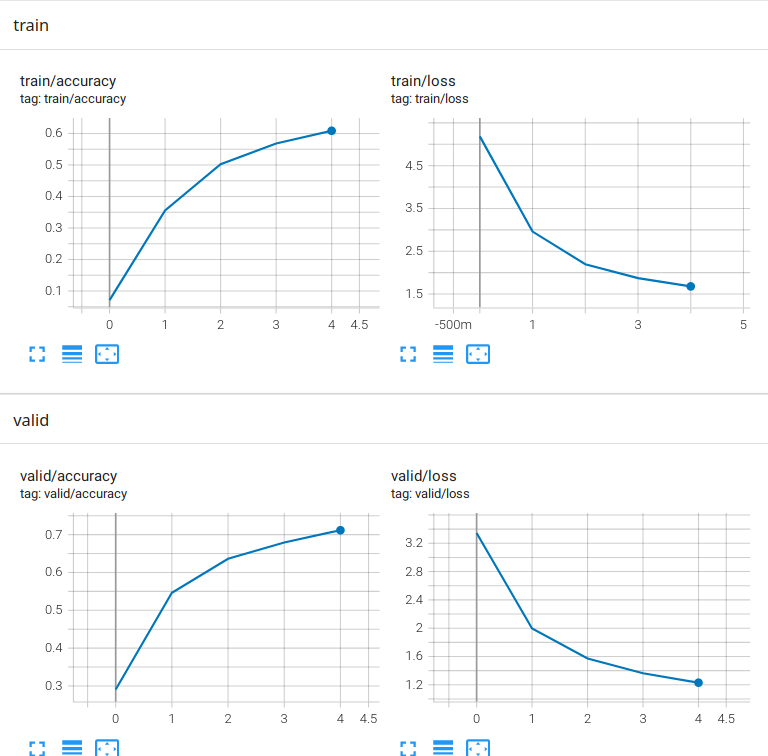 train
train/accuracy
tag: train/accuracy
0.6
0.5
0.4
0.3
0.2
0.1
0 1 2 3 4 4.5
train/loss
tag: train/loss
4.5
3.5
2.5
1.5
-500m 1 3 5
valid
valid/accuracy
tag: valid/accuracy
0.7
0.6
0.5
0.4
0.3
0 1 2 3 4 4.5
valid/loss
tag: valid/loss
3.2
2.8
2.4
2
1.6
1.2
0 1 2 3 4 4.5